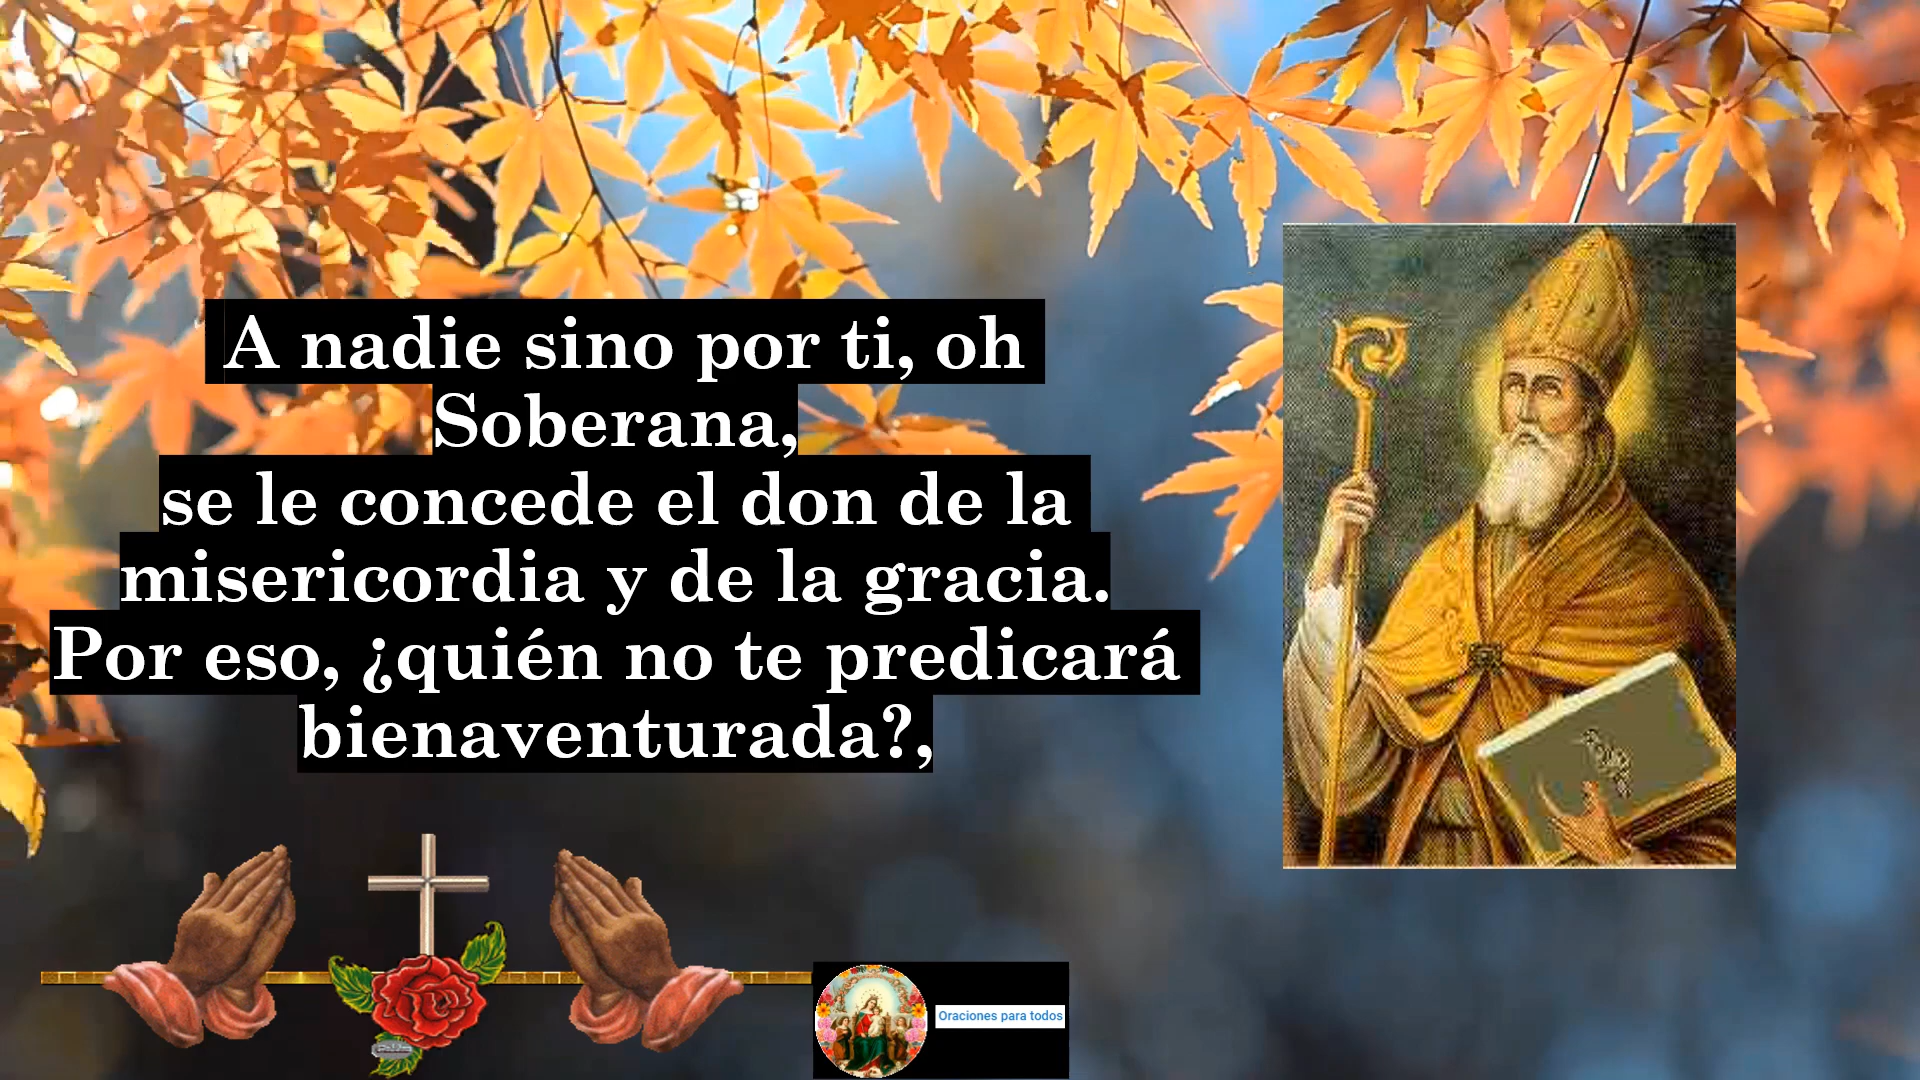 A nadie sino por ti, oh
Soberana,
se le concede el don de la
misericordia y de la gracia.
Por eso, ¿quién no te predicará
bienaventurada?,
Oraciones para todos